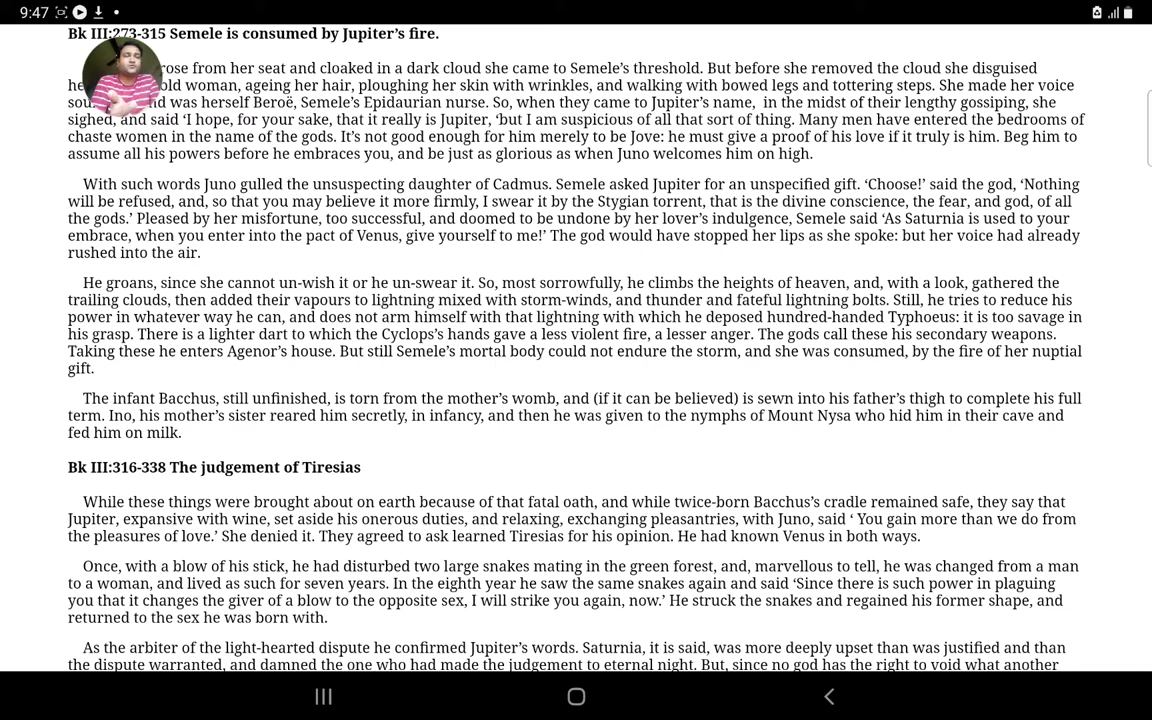 9:47
Bk III:273-315 Semele is consumed by Jupiter's fire.
rose from her seat and cloaked in a dark cloud she came to Semele's threshold. But before she removed the cloud she disguised
old woman, ageing her hair, ploughing her skin with wrinkles, and walking with bowed legs and tottering steps. She made her voice
was herself Beroë, Semele's Epidaurian nurse. So, when they came to Jupiter's name,  in the midst of their lengthy gossiping, she
sighed, and said ‘I hope, for your sake, that it really is Jupiter, ‘but I am suspicious of all that sort of thing. Many men have entered the bedrooms of
chaste women in the name of the gods. It's not good enough for him merely to be Jove: he must give a proof of his love if it truly is him. Beg him to
assume all his powers before he embraces you, and be just as glorious as when Juno welcomes him on high.
With such words Juno gulled the unsuspecting daughter of Cadmus. Semele asked Jupiter for an unspecified gift. ‘Choose!’ said the god, ‘Nothing
will be refused, and, so that you may believe it more firmly, I swear it by the Stygian torrent, that is the divine conscience, the fear, and god, of all
the gods.’ Pleased by her misfortune, too successful, and doomed to be undone by her lover's indulgence, Semele said ‘As Saturnia is used to your
embrace, when you enter into the pact of Venus, give yourself to me!’ The god would have stopped her lips as she spoke: but her voice had already
rushed into the air.
He groans, since she cannot un-wish it or he un-swear it. So, most sorrowfully, he climbs the heights of heaven, and, with a look, gathered the
trailing clouds, then added their vapours to lightning mixed with storm-winds, and thunder and fateful lightning bolts. Still, he tries to reduce his
power in whatever way he can, and does not arm himself with that lightning with which he deposed hundred-handed Typhoeus: it is too savage in
his grasp. There is a lighter dart to which the Cyclops's hands gave a less violent fire, a lesser anger. The gods call these his secondary weapons.
Taking these he enters Agenor's house. But still Semele's mortal body could not endure the storm, and she was consumed, by the fire of her nuptial
gift.
The infant Bacchus, still unfinished, is torn from the mother's womb, and (if it can be believed) is sewn into his father's thigh to complete his full
term. Ino, his mother's sister reared him secretly, in infancy, and then he was given to the nymphs of Mount Nysa who hid him in their cave and
fed him on milk.
Bk III:316-338 The judgement of Tiresias
While these things were brought about on earth because of that fatal oath, and while twice-born Bacchus's cradle remained safe, they say that
Jupiter, expansive with wine, set aside his onerous duties, and relaxing, exchanging pleasantries, with Juno, said ‘ You gain more than we do from
the pleasures of love.’ She denied it. They agreed to ask learned Tiresias for his opinion. He had known Venus in both ways.
Once, with a blow of his stick, he had disturbed two large snakes mating in the green forest, and, marvellous to tell, he was changed from a man
to a woman, and lived as such for seven years. In the eighth year he saw the same snakes again and said ‘Since there is such power in plaguing
you that it changes the giver of a blow to the opposite sex, I will strike you again, now.’ He struck the snakes and regained his former shape, and
returned to the sex he was born with.
As the arbiter of the light-hearted dispute he confirmed Jupiter's words. Saturnia, it is said, was more deeply upset than was justified and than
the dispute warranted, and damned the one who had made the judgement to eternal night. But, since no god has the right to void what another